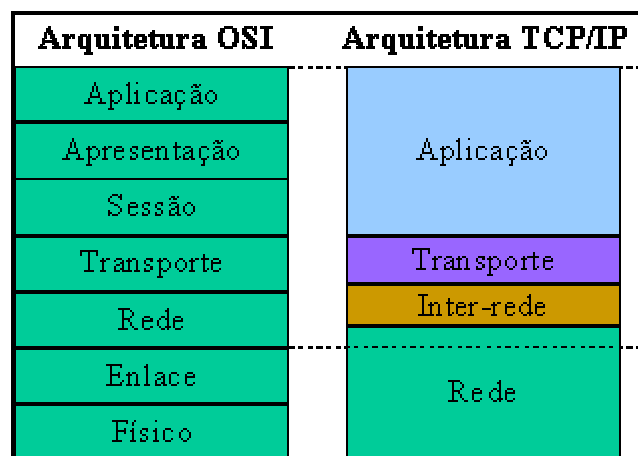 Arquitetura OSI
Aplicação
Apresentação
Sessão
Transporte
Rede
Enlace
Físico
Arquitetura TCP/IP
Aplicação
Transporte
Inter-rede
Rede